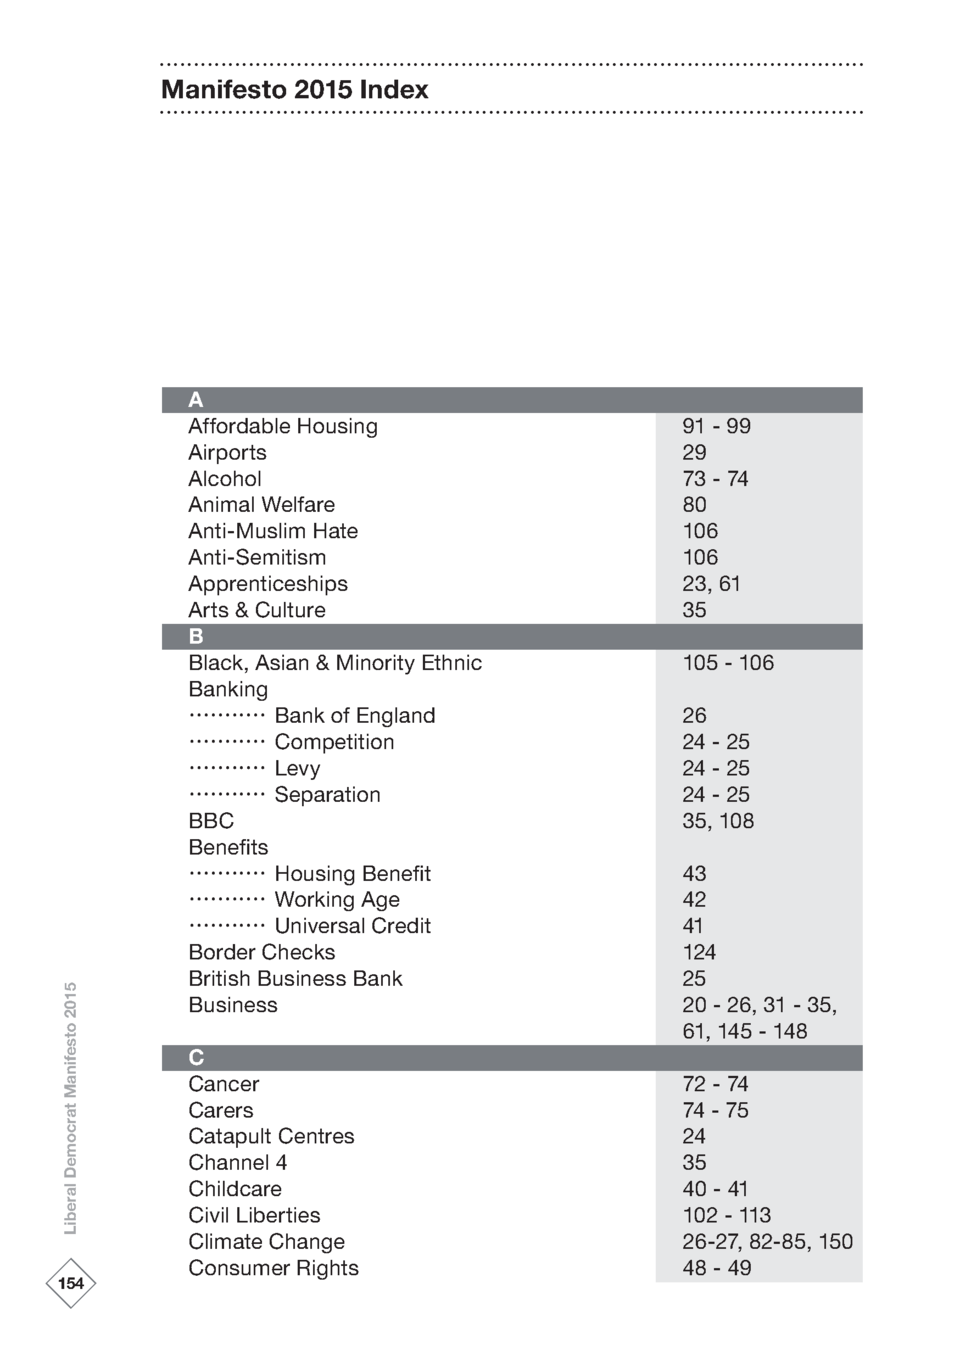 Manifesto 2015 Index
A
Affordable Housing 91 - 99
Airports 29
Alcohol 73 - 74
Animal Welfare 80
Anti-Muslim Hate 106
Anti-Semitism 106
Apprenticeships 23, 61
Arts & Culture 35
B
Black, Asian & Minority Ethnic 105 - 106
Banking
........... Bank of England 26
........... Competition 24 - 25
........... Levy 24 - 25
........... Separation 24 - 25
BBC 35, 108
Benefits
........... Housing Benefit 43
........... Working Age 42
........... Universal Credit 41
Border Checks 124
British Business Bank 25
Business 20 - 26, 31 - 35,
61, 145 - 148
C
Cancer 72 - 74
Carers 74 - 75
Catapult Centres 24
Channel 4 35
Childcare 40 - 41
Civil Liberties 102 - 113
Climate Change 26-27, 82-85, 150
Consumer Rights 48 - 49
Liberal Democrat Manifesto 2015
154